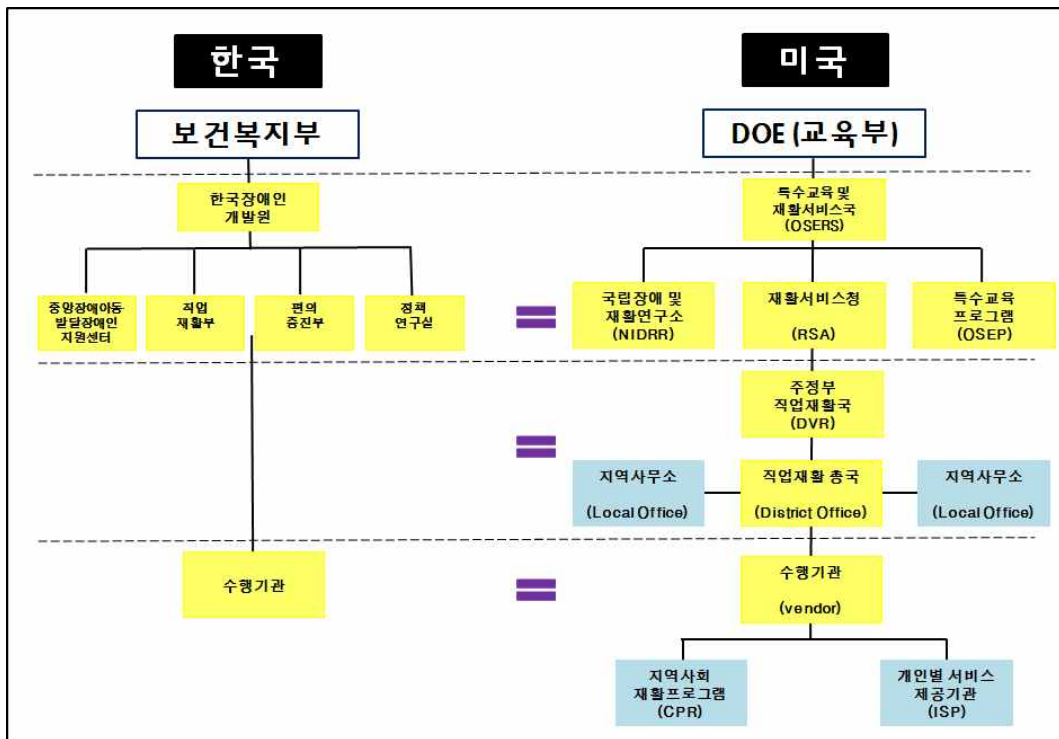 한국
미국
보건복지부
DOE (교육부)
한국장애인
개발원
특수교육 및
재활서비스국
(OSERS)
중앙장애아동·
발달장애인
지원센터
직업
재활부
편의
증진부
정책
연구실
국립장애 및
재활연구소
(NIDRR)
재활서비스청
(RSA)
특수교육
프로그램
(OSEP)
주정부
직업재활국
(DVR)
지역사무소
(Local Office)
직업재활 총국
(District Office)
지역사무소
(Local Office)
수행기관
수행기관
(vendor)
지역사회
재활프로그램
(CPR)
개인별 서비스
제공기관
(ISP)